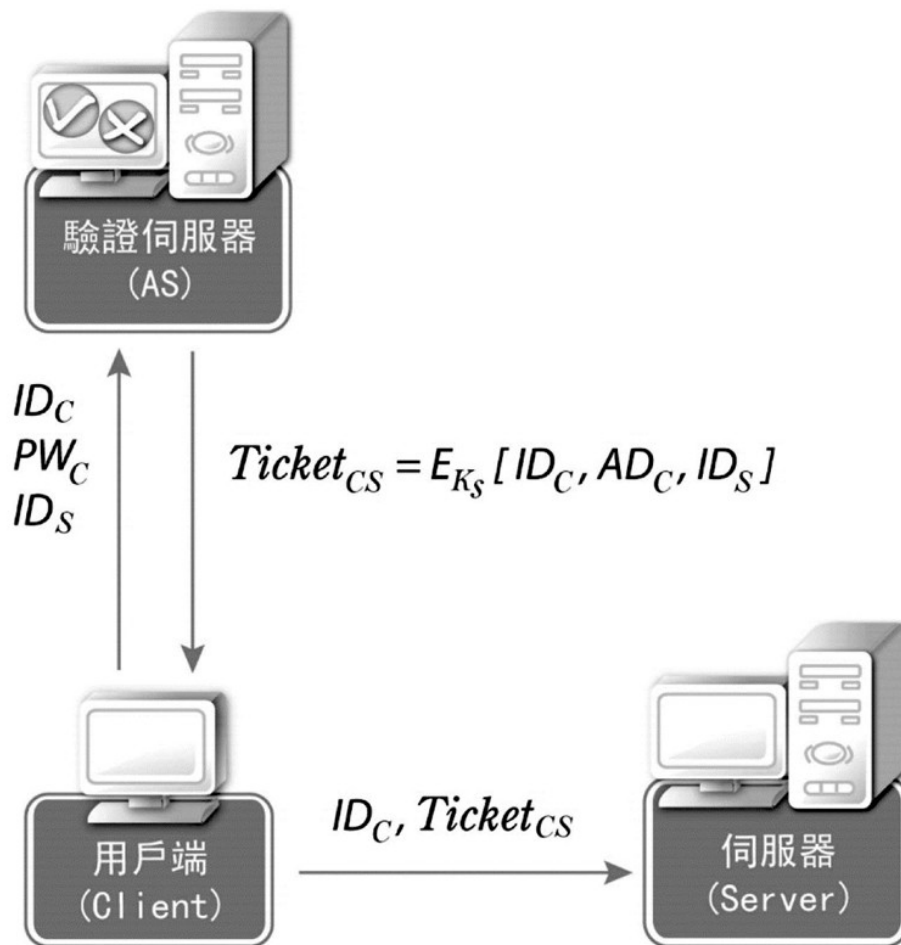 驗證伺服器
(AS)
ID_C
PW_C
ID_S
Ticket_CS = E_K_S [ ID_C, AD_C, ID_S ]
ID_C, Ticket_CS
用戶端
(Client)
伺服器
(Server)